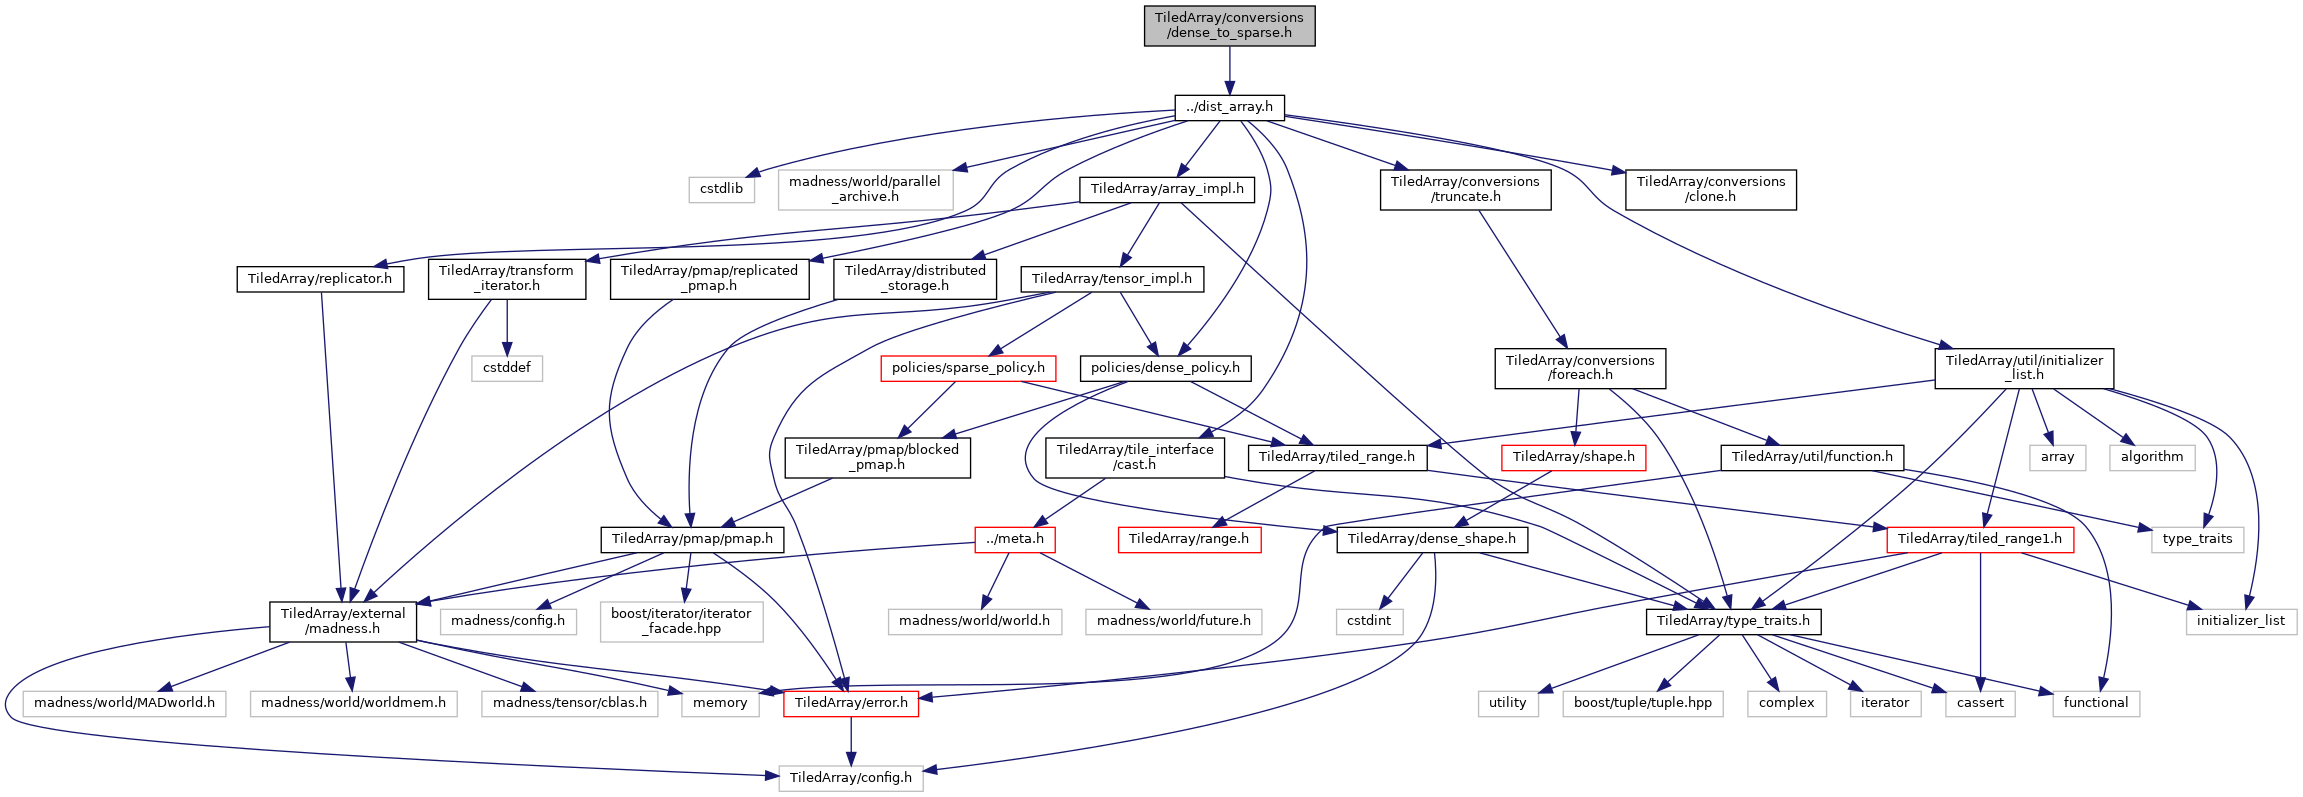 TiledArray/conversions
/dense_to_sparse.h
../dist_array.h
cstdlib
madness/world/parallel
_archive.h
TiledArray/array_impl.h
TiledArray/conversions
/truncate.h
TiledArray/conversions
/clone.h
TiledArray/replicator.h
TiledArray/transform
_iterator.h
TiledArray/pmap/replicated
_pmap.h
TiledArray/distributed
_storage.h
TiledArray/tensor_impl.h
cstddef
policies/sparse_policy.h
policies/dense_policy.h
TiledArray/conversions
/foreach.h
TiledArray/util/initializer
_list.h
TiledArray/pmap/blocked
_pmap.h
TiledArray/tile_interface
/cast.h
TiledArray/tiled_range.h
TiledArray/shape.h
TiledArray/util/function.h
array
algorithm
TiledArray/pmap/pmap.h
../meta.h
TiledArray/range.h
TiledArray/dense_shape.h
TiledArray/tiled_range1.h
type_traits
TiledArray/external
/madness.h
madness/config.h
boost/iterator/iterator
_facade.hpp
madness/world/world.h
madness/world/future.h
cstdint
TiledArray/type_traits.h
initializer_list
madness/world/MADworld.h
madness/world/worldmem.h
madness/tensor/cblas.h
memory
TiledArray/error.h
utility
boost/tuple/tuple.hpp
complex
iterator
cassert
functional
TiledArray/config.h